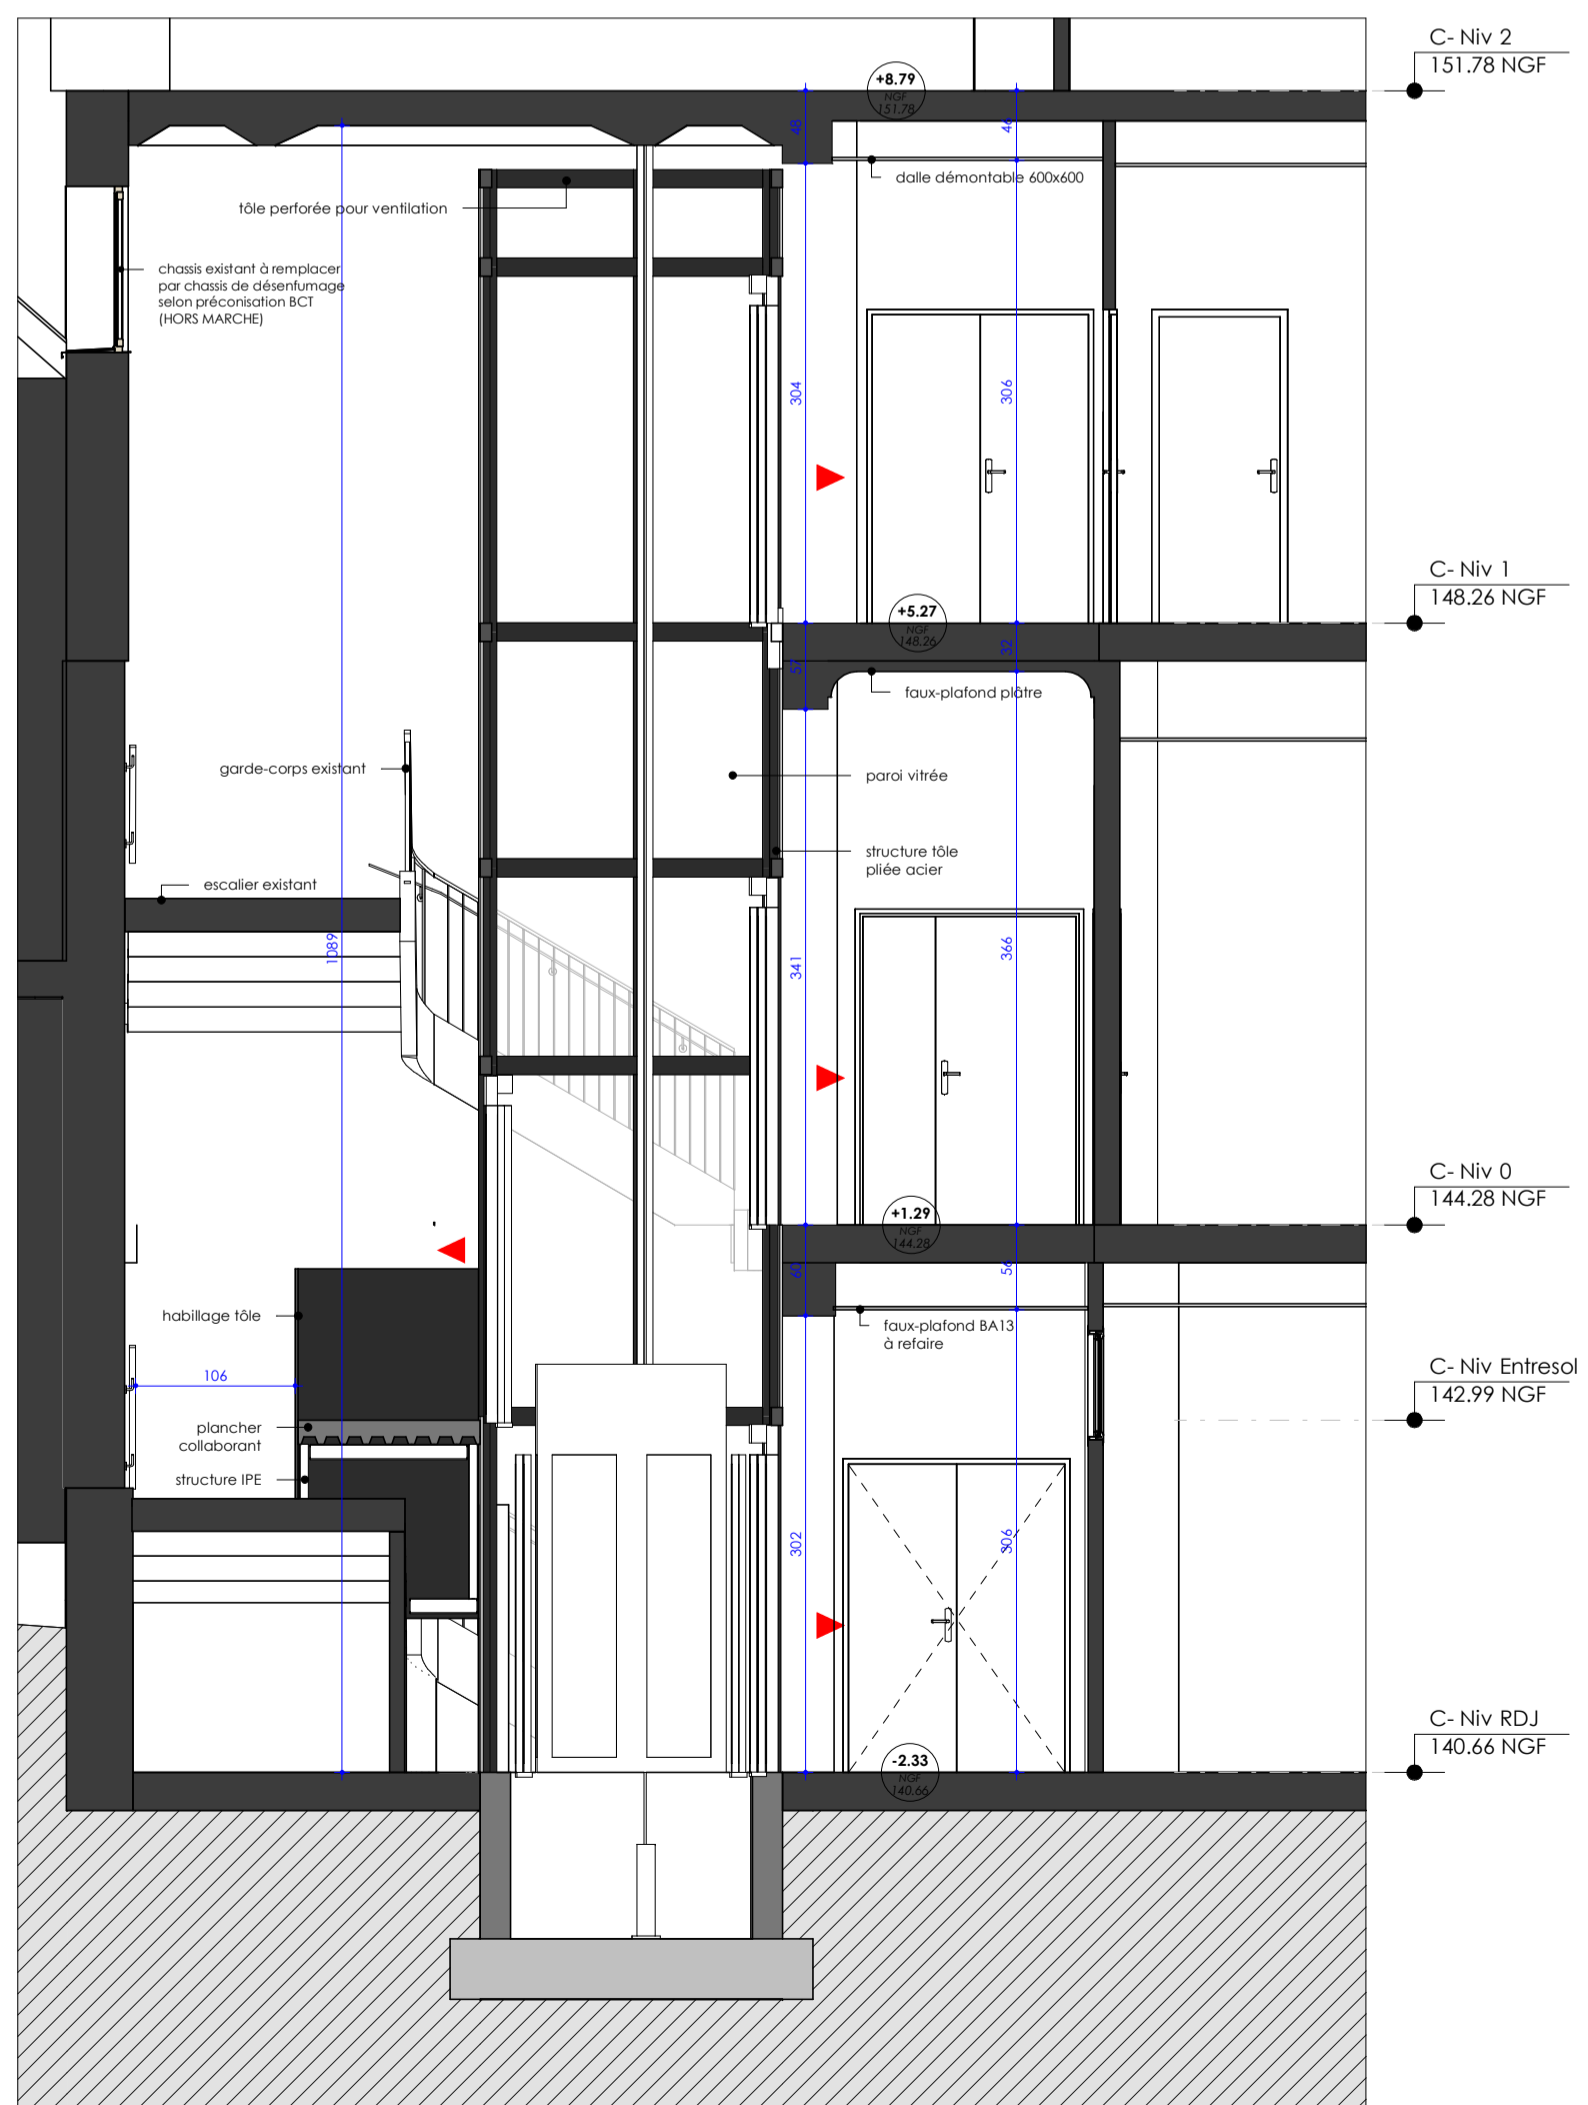 C- Niv 2
151.78 NGF
+8.79
NGF
151.78
48
46
dalle démontable 600x600
tôle perforée pour ventilation
chassis existant à remplacer
par chassis de désenfumage
selon préconisation BCT
(HORS MARCHE)
304
306
C- Niv 1
148.26 NGF
+5.27
NGF
148.26
57
32
faux-plafond plâtre
garde-corps existant
paroi vitrée
structure tôle
pliée acier
escalier existant
1089
341
366
C- Niv 0
144.28 NGF
+1.29
NGF
144.28
60
56
habillage tôle
faux-plafond BA13
à refaire
106
C- Niv Entresol
142.99 NGF
plancher
collaborant
structure IPE
302
306
C- Niv RDJ
140.66 NGF
-2.33
NGF
140.66